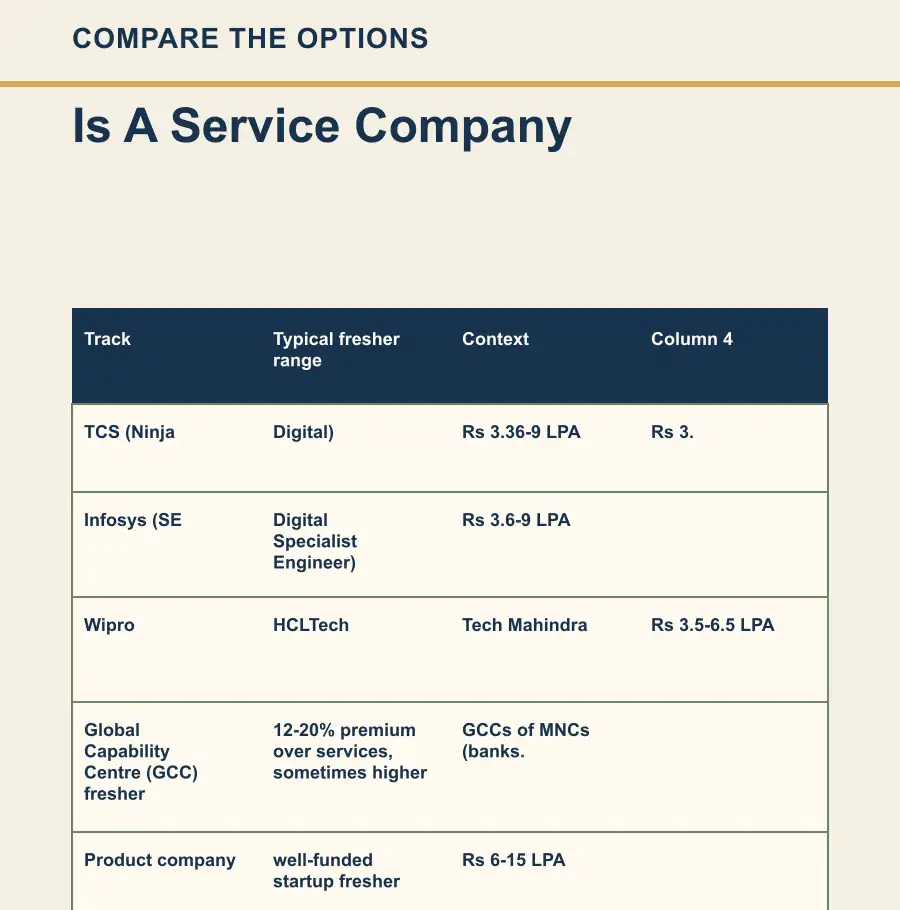 COMPARE THE OPTIONS
Is A Service Company
Track
Typical fresher
range
Context
Column 4
TCS (Ninja
Digital)
Rs 3.36-9 LPA
Rs 3.
Infosys (SE
Digital
Specialist
Engineer)
Rs 3.6-9 LPA
Wipro
HCLTech
Tech Mahindra
Rs 3.5-6.5 LPA
Global
Capability
Centre (GCC)
fresher
12-20% premium
over services,
sometimes higher
GCCs of MNCs
(banks.
Product company
well-funded
startup fresher
Rs 6-15 LPA